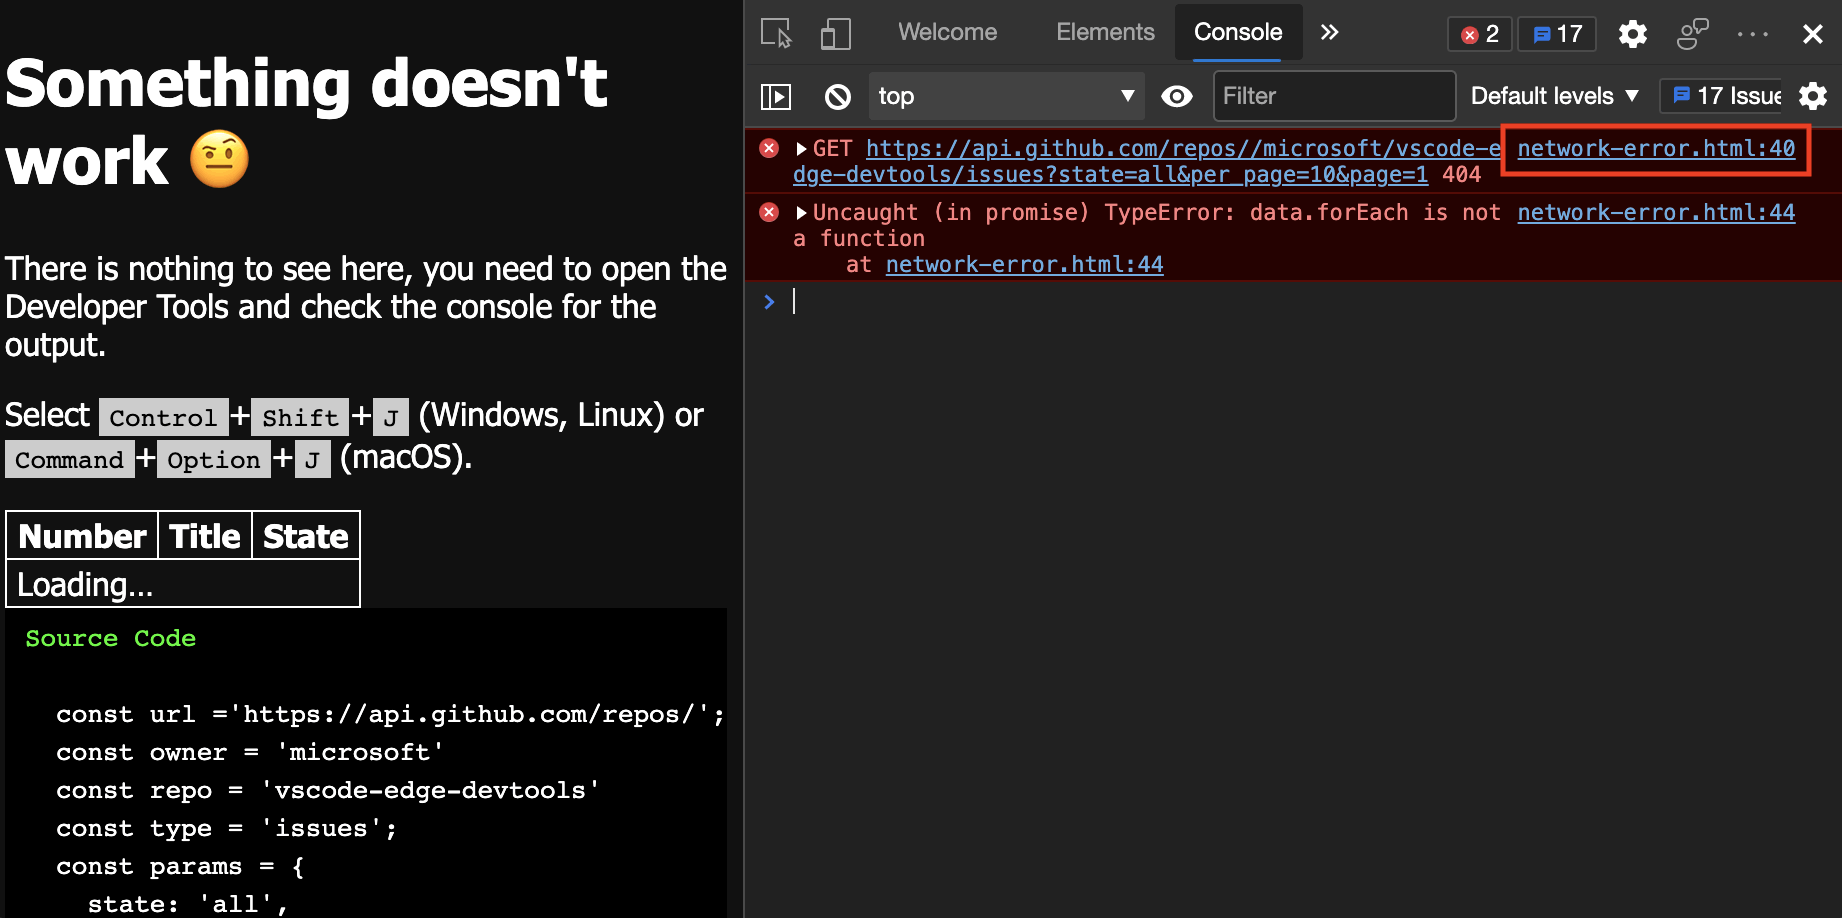 Something doesn't
work 🤨
There is nothing to see here, you need to open the
Developer Tools and check the console for the
output.
Select Control+Shift+J (Windows, Linux) or
Command+Option+J (macOS).
Number Title State
Loading...
Source Code
const url ='https://api.github.com/repos/';
const owner = 'microsoft'
const repo = 'vscode-edge-devtools'
const type = 'issues';
const params = {
state: 'all',
Welcome Elements Console » 2 17
top ▼ Filter Default levels ▼ 17 Issue
GET https://api.github.com/repos//microsoft/vscode-e network-error.html:40
dge-devtools/issues?state=all&per_page=10&page=1 404
Uncaught (in promise) TypeError: data.forEach is not network-error.html:44
a function
at network-error.html:44
>